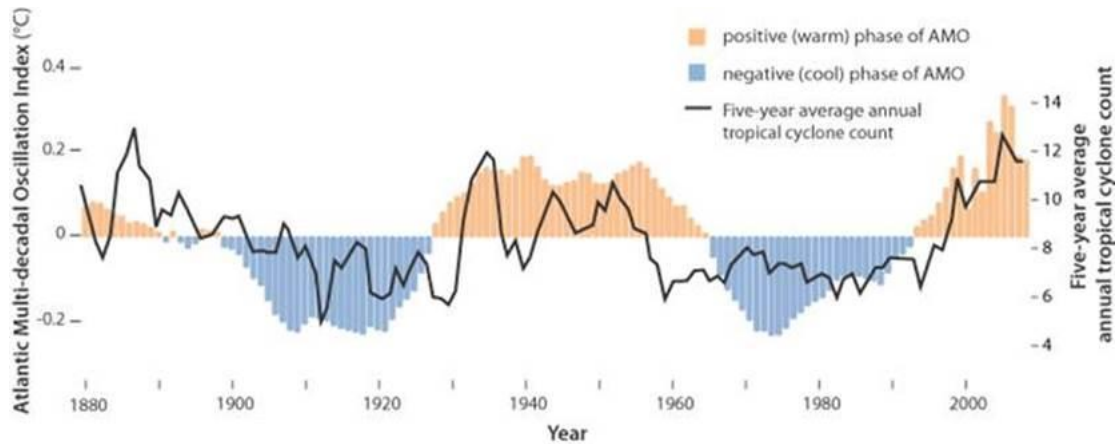 positive (warm) phase of AMO
negative (cool) phase of AMO
Five-year average annual
tropical cyclone count
Atlantic Multi-decadal Oscillation Index (°C)
0.4
0.2
0
-0.2
14
12
10
8
6
4
Five-year average
annual tropical cyclone count
1880
1900
1920
1940
1960
1980
2000
Year